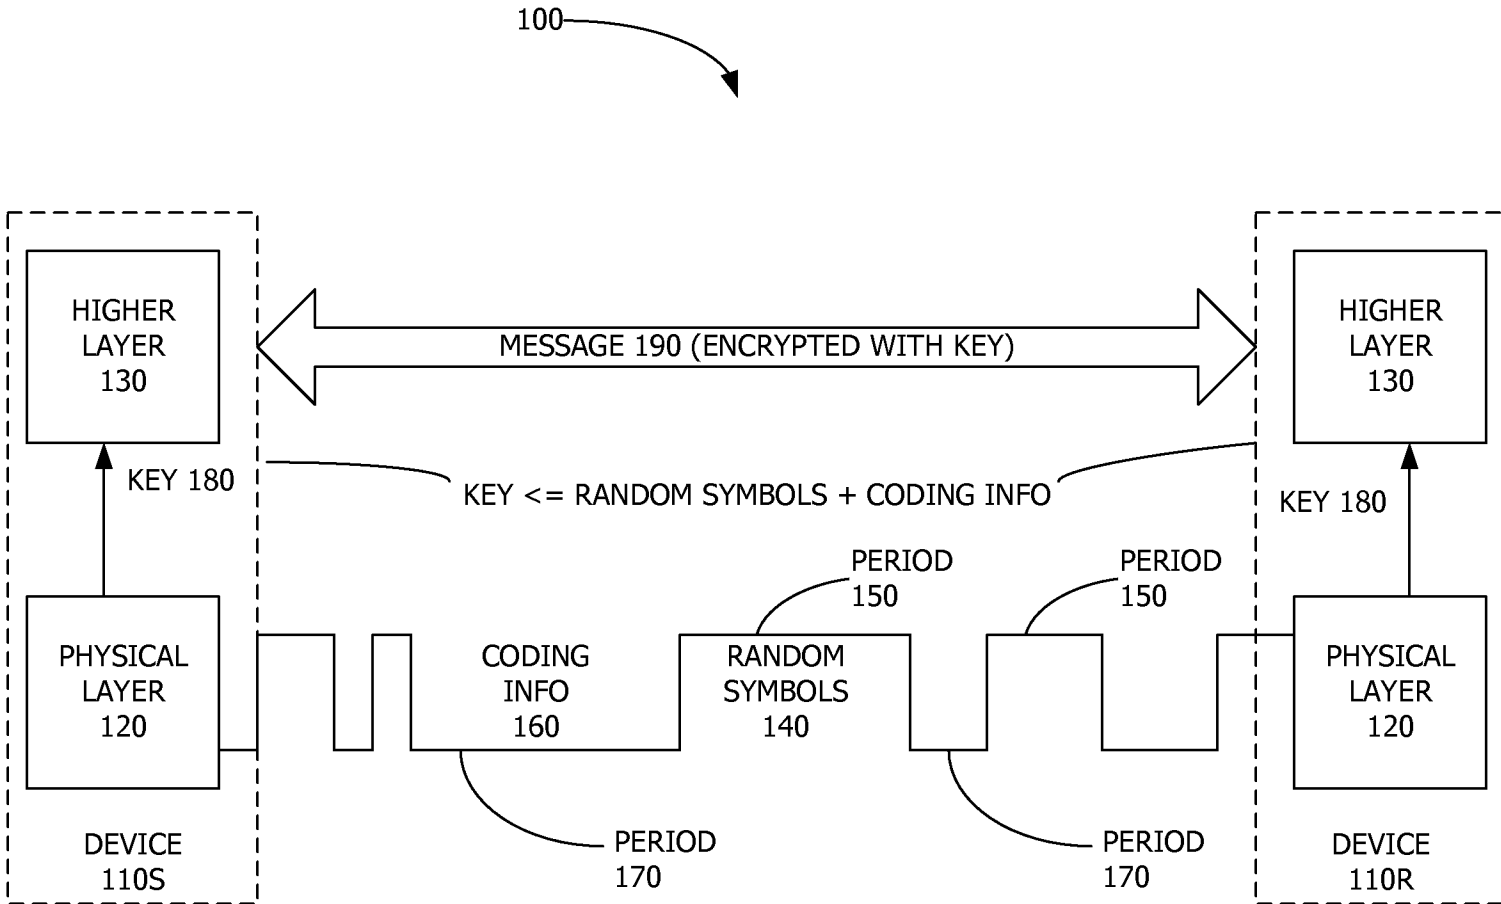 100
HIGHER
LAYER
130
MESSAGE 190 (ENCRYPTED WITH KEY)
HIGHER
LAYER
130
KEY 180
KEY <= RANDOM SYMBOLS + CODING INFO
KEY 180
PERIOD
150
PERIOD
150
PHYSICAL
LAYER
120
CODING
INFO
160
RANDOM
SYMBOLS
140
PHYSICAL
LAYER
120
DEVICE
110S
PERIOD
170
PERIOD
170
DEVICE
110R